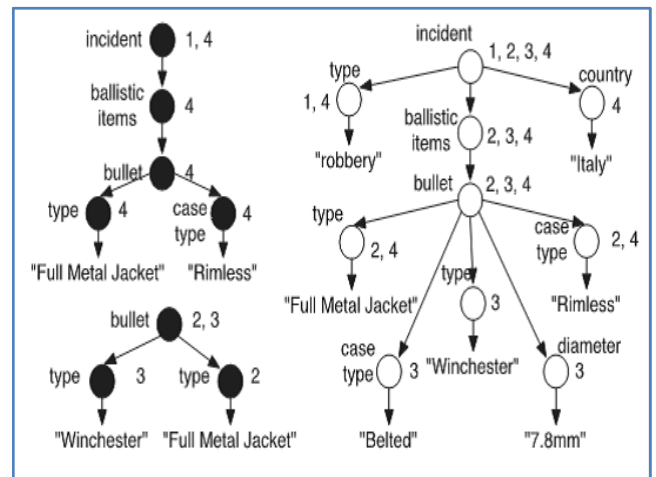 incident 1, 4
ballistic
items 4
bullet 4
type 4
case
type 4
"Full Metal Jacket" "Rimless"
bullet 2, 3
type 3
type 2
"Winchester" "Full Metal Jacket"
incident
1, 2, 3, 4
type
1, 4
country
4
"robbery"
ballistic
items 2, 3, 4
"Italy"
bullet 2, 3, 4
type
2, 4
case
type 2, 4
"Full Metal Jacket"
type
3
"Rimless"
"Winchester"
case
type 3
diameter
3
"Belted"
"7.8mm"